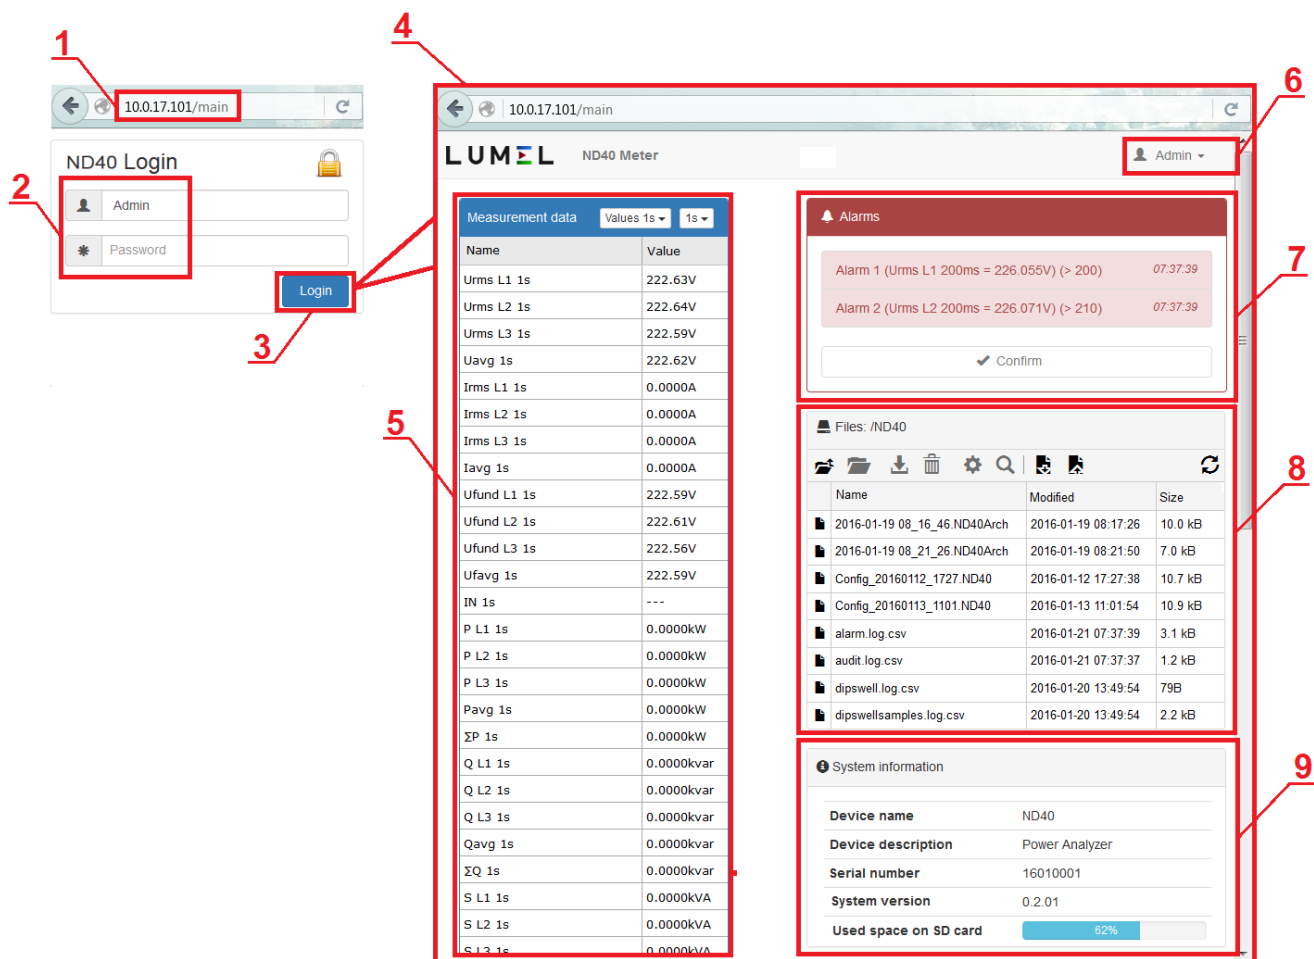 1
10.0.17.101/main
ND40 Login
2
Admin
Password
Login
3
4
10.0.17.101/main
6
LUMEL ND40 Meter Admin
5
Measurement data Values 1s 1s
Name Value
Urms L1 1s 222.63V
Urms L2 1s 222.64V
Urms L3 1s 222.59V
Uavg 1s 222.62V
Irms L1 1s 0.0000A
Irms L2 1s 0.0000A
Irms L3 1s 0.0000A
Iavg 1s 0.0000A
Ufund L1 1s 222.59V
Ufund L2 1s 222.61V
Ufund L3 1s 222.56V
Ufavg 1s 222.59V
IN 1s ---
P L1 1s 0.0000kW
P L2 1s 0.0000kW
P L3 1s 0.0000kW
Pavg 1s 0.0000kW
ΣP 1s 0.0000kW
Q L1 1s 0.0000kvar
Q L2 1s 0.0000kvar
Q L3 1s 0.0000kvar
Qavg 1s 0.0000kvar
ΣQ 1s 0.0000kvar
S L1 1s 0.0000kVA
S L2 1s 0.0000kVA
S L3 1s 0.0000kVA
7
Alarms
Alarm 1 (Urms L1 200ms = 226.055V) (> 200) 07:37:39
Alarm 2 (Urms L2 200ms = 226.071V) (> 210) 07:37:39
Confirm
8
Files: /ND40
Name Modified Size
2016-01-19 08_16_46.ND40Arch 2016-01-19 08:17:26 10.0 kB
2016-01-19 08_21_26.ND40Arch 2016-01-19 08:21:50 7.0 kB
Config_20160112_1727.ND40 2016-01-12 17:27:38 10.7 kB
Config_20160113_1101.ND40 2016-01-13 11:01:54 10.9 kB
alarm.log.csv 2016-01-21 07:37:39 3.1 kB
audit.log.csv 2016-01-21 07:37:37 1.2 kB
dipswell.log.csv 2016-01-20 13:49:54 79B
dipswellsamples.log.csv 2016-01-20 13:49:54 2.2 kB
9
System information
Device name ND40
Device description Power Analyzer
Serial number 16010001
System version 0.2.01
Used space on SD card 62%